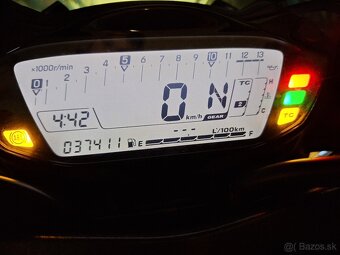 x1000r/min
0 1 2 3 4 5 6 7 8 9 10 11 12 13
TC H
4:42 0 km/h N GEAR 2 C
--- L/100km TC
037411 E F
© Bazos.sk